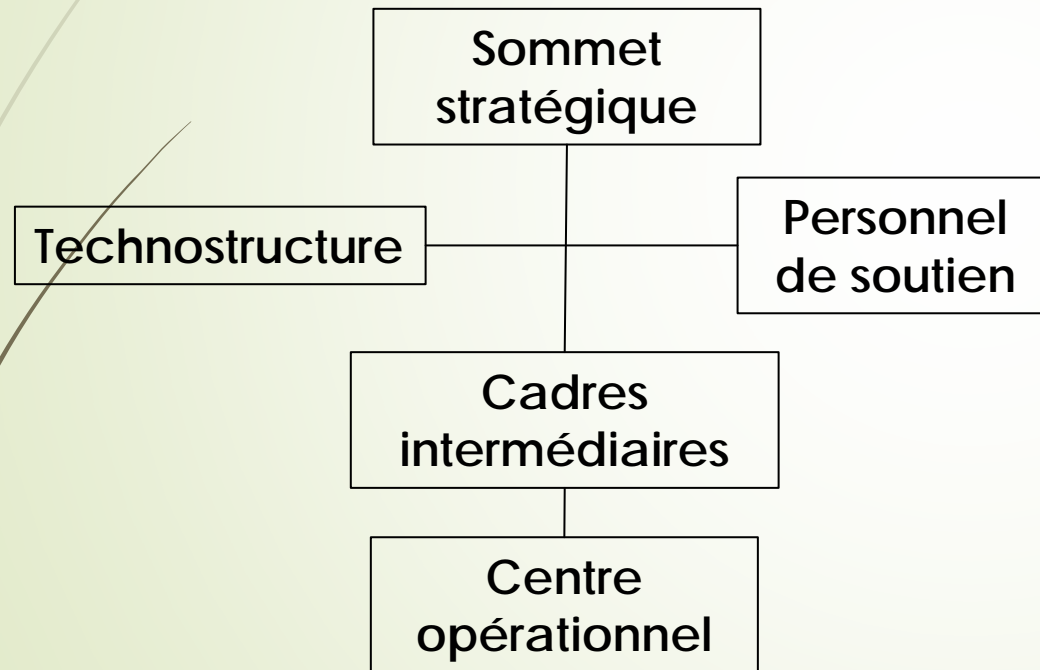 Sommet
stratégique
Technostructure
Personnel
de soutien
Cadres
intermédiaires
Centre
opérationnel